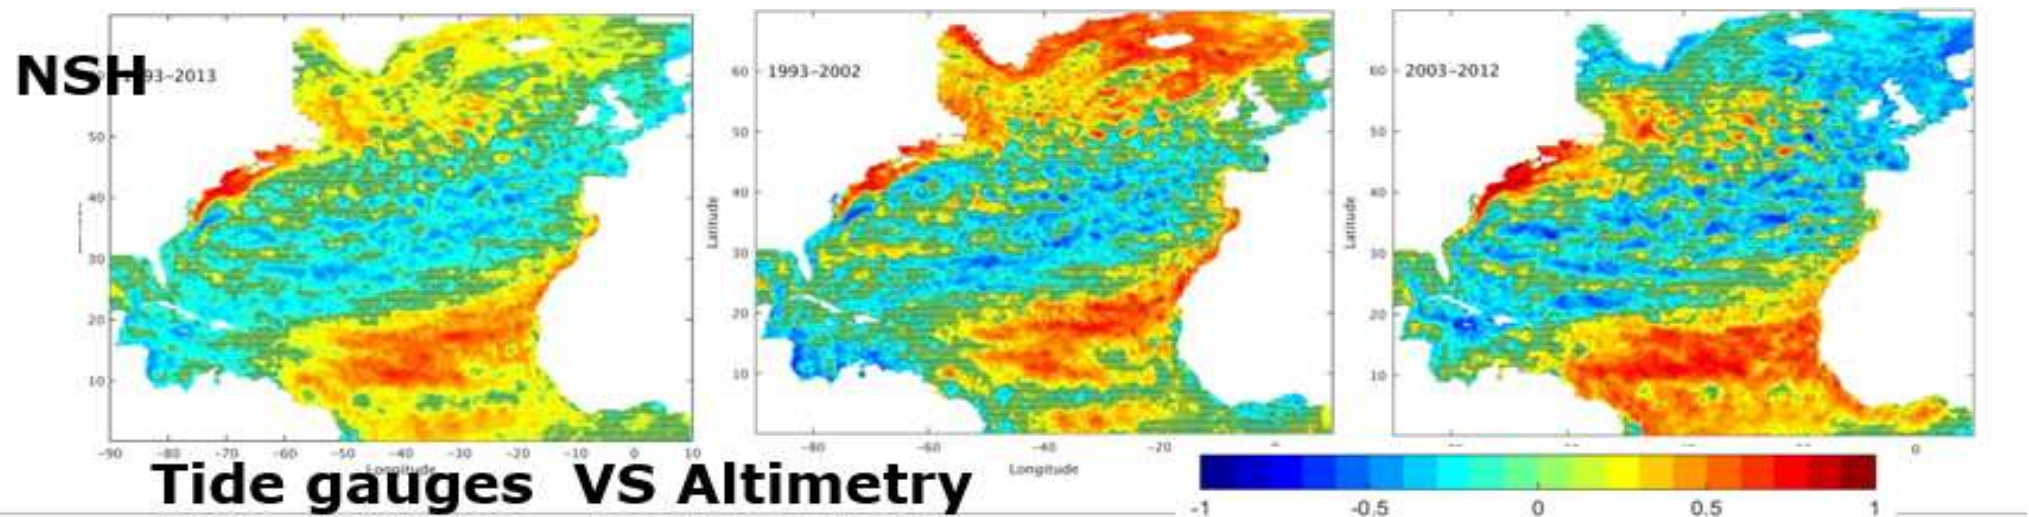 NSH 93-2013
1993-2002
2003-2012
60 60
50 50 50
40 40 40
Latitude Latitude
30 30 30
20 20 20
10 10 10
-90 -80 -70 -60 -50 -40 -30 -20 -10 0 10
-80 -60 -40 -20 0
0
Longitude Longitude
Tide gauges VS Altimetry
-1 -0.5 0 0.5 1